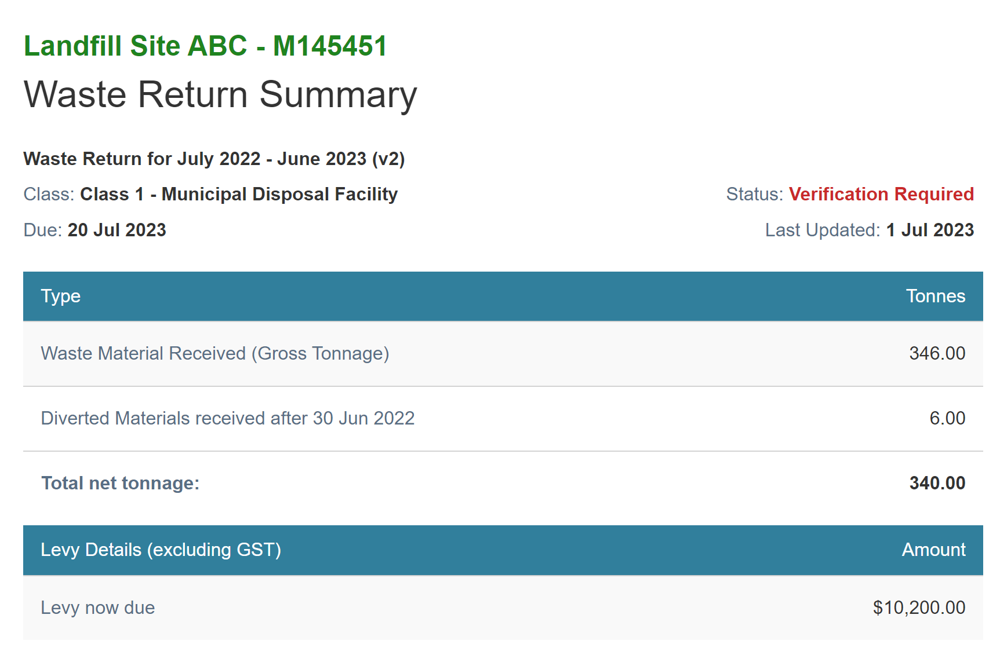 Landfill Site ABC - M145451
Waste Return Summary
Waste Return for July 2022 - June 2023 (v2)
Class: Class 1 - Municipal Disposal Facility
Status: Verification Required
Due: 20 Jul 2023
Last Updated: 1 Jul 2023
Type Tonnes
Waste Material Received (Gross Tonnage) 346.00
Diverted Materials received after 30 Jun 2022 6.00
Total net tonnage: 340.00
Levy Details (excluding GST) Amount
Levy now due $10,200.00